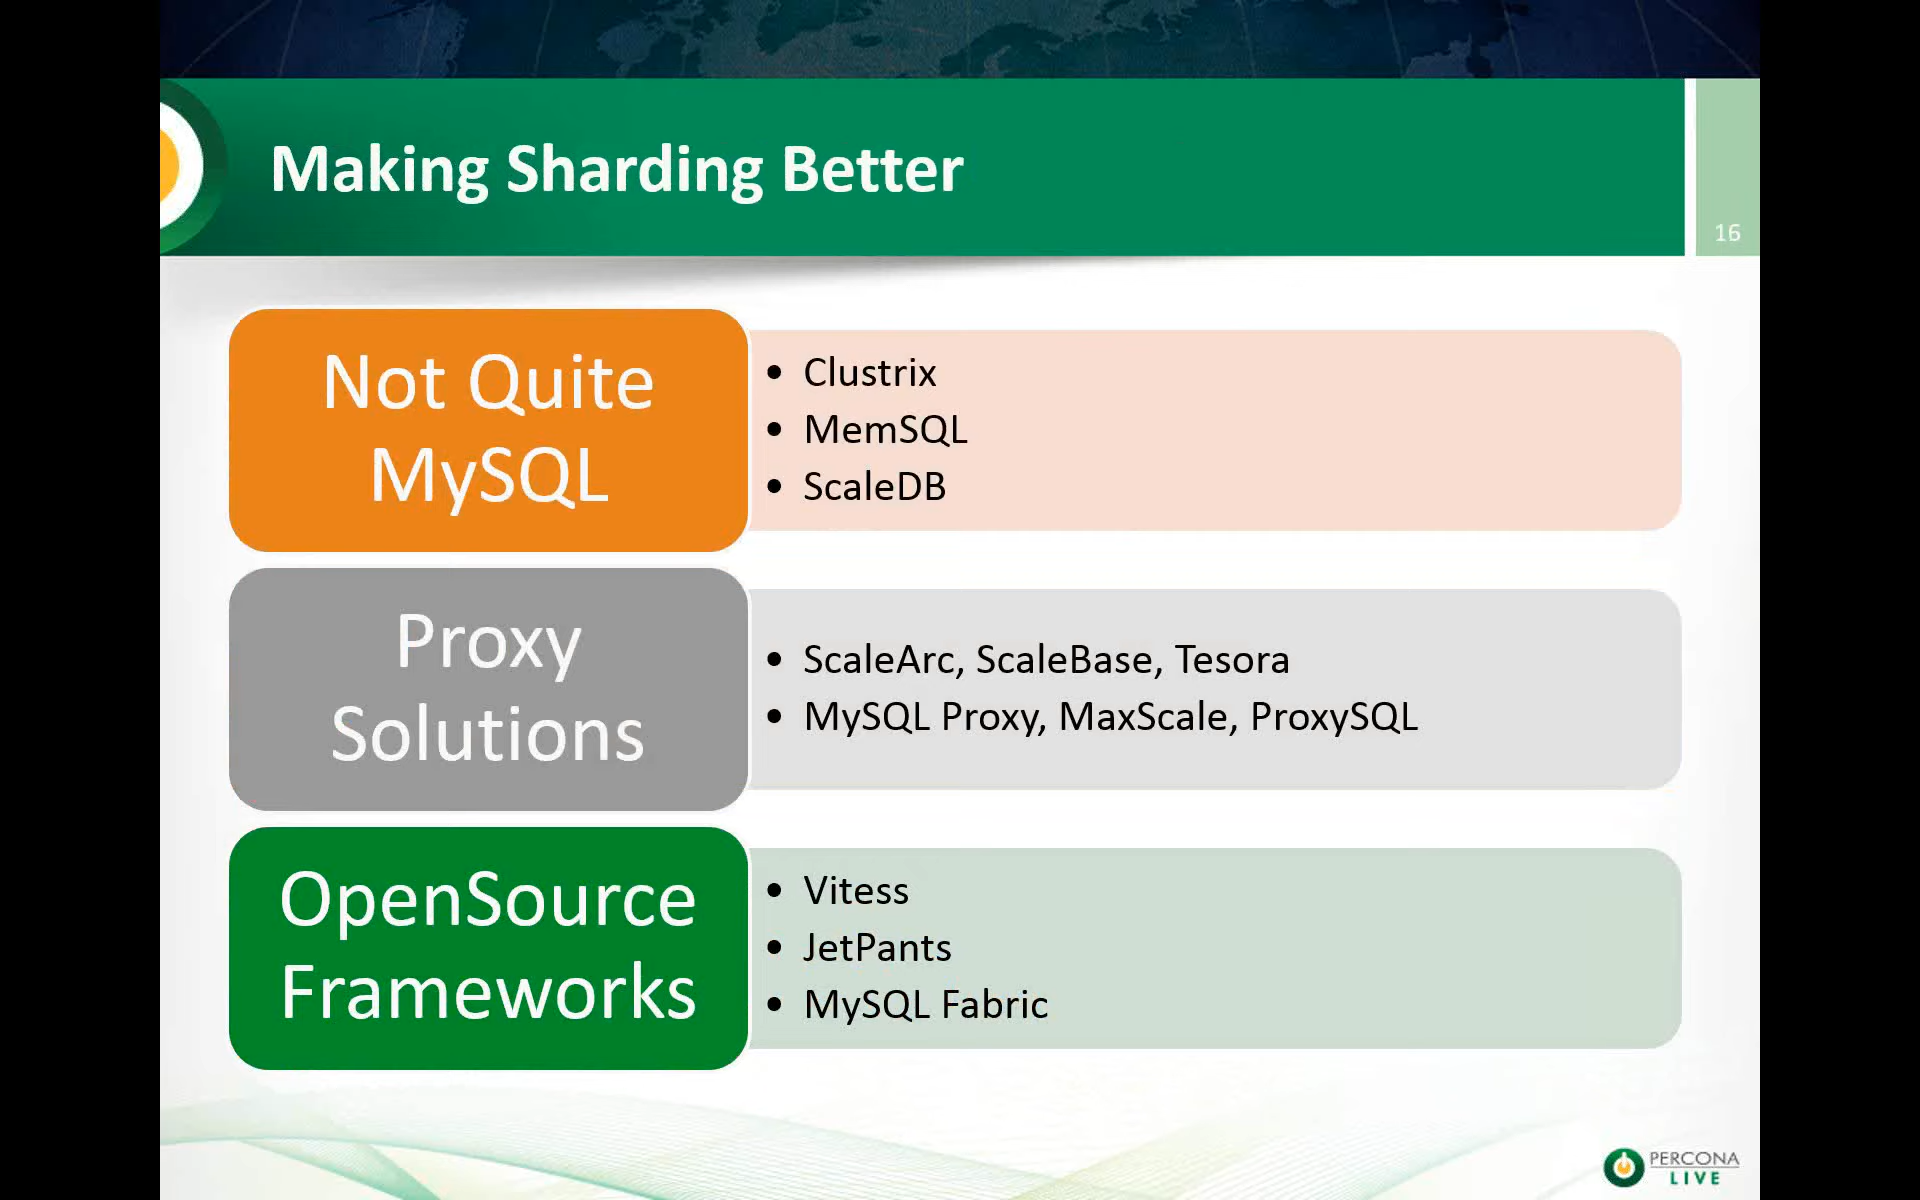 Making Sharding Better
16
Not Quite
MySQL
• Clustrix
• MemSQL
• ScaleDB
Proxy
Solutions
• ScaleArc, ScaleBase, Tesora
• MySQL Proxy, MaxScale, ProxySQL
OpenSource
Frameworks
• Vitess
• JetPants
• MySQL Fabric
PERCONA
LIVE